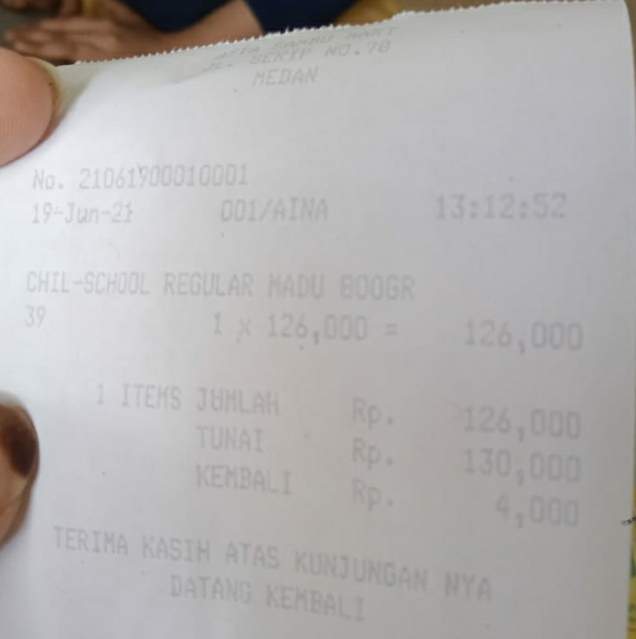 NO.70
MEDAN
No. 21061900010001
19-Jun-21 001/AINA 13:12:52
CHIL-SCHOOL REGULAR MADU 800GR
39 1 x 126,000 = 126,000
1 ITEMS JUMLAH Rp. 126,000
TUNAI Rp. 130,000
KEMBALI Rp. 4,000
TERIMA KASIH ATAS KUNJUNGAN NYA
DATANG KEMBALI